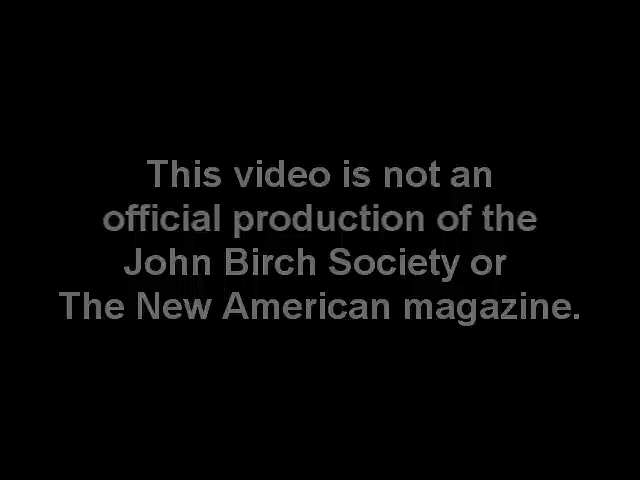 This video is not an
official production of the
John Birch Society or
The New American magazine.